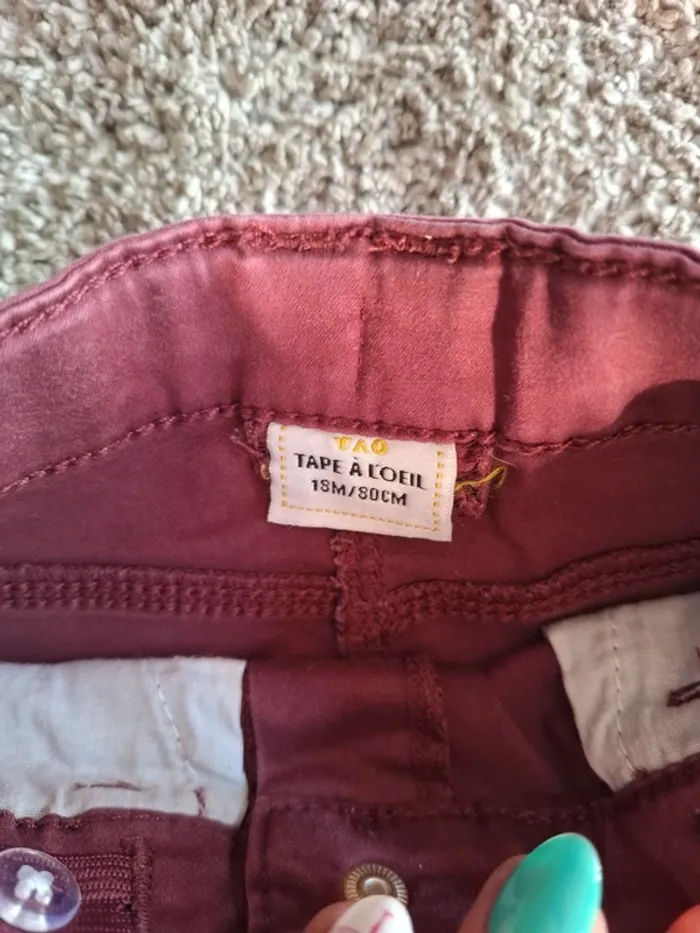 TAO
TAPE À L'OEIL
18M/80CM